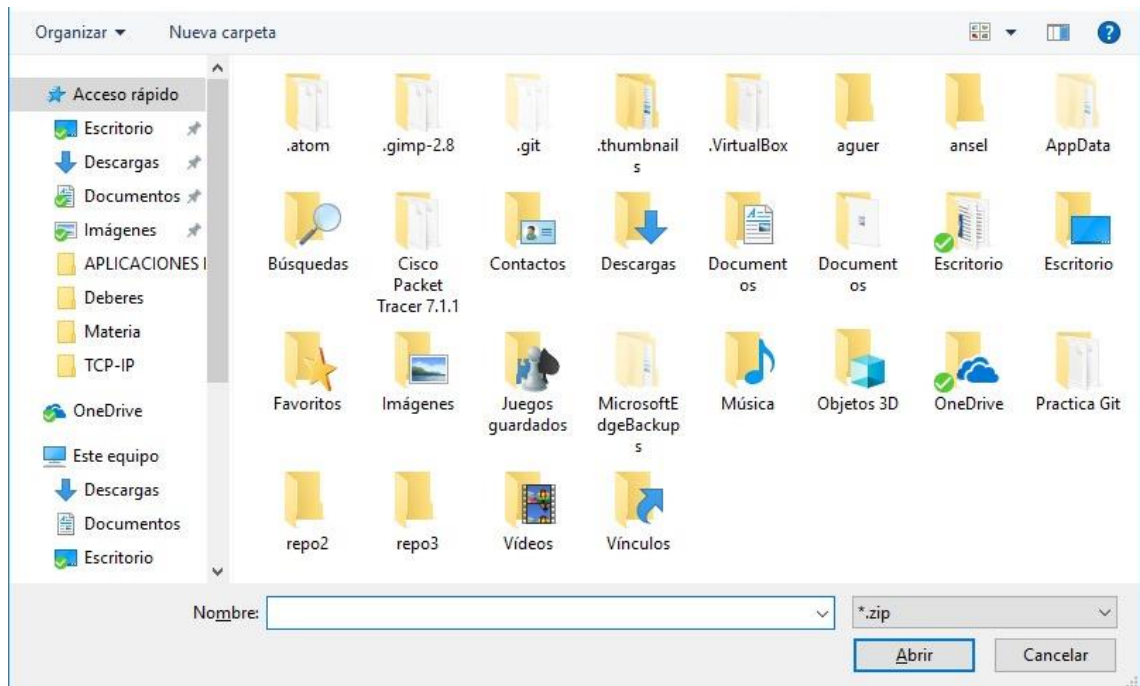 Organizar
Nueva carpeta
Acceso rápido
Escritorio
Descargas
Documentos
Imágenes
APLICACIONES I
Deberes
Materia
TCP-IP
OneDrive
Este equipo
Descargas
Documentos
Escritorio
.atom
.gimp-2.8
.git
.thumbnail
s
.VirtualBox
aguer
ansel
AppData
Búsquedas
Cisco
Packet
Tracer 7.1.1
Contactos
Descargas
Document
os
Document
os
Escritorio
Escritorio
Favoritos
Imágenes
Juegos
guardados
MicrosoftE
dgeBackup
s
Música
Objetos 3D
OneDrive
Practica Git
repo2
repo3
Vídeos
Vínculos
Nombre:
*.zip
Abrir
Cancelar